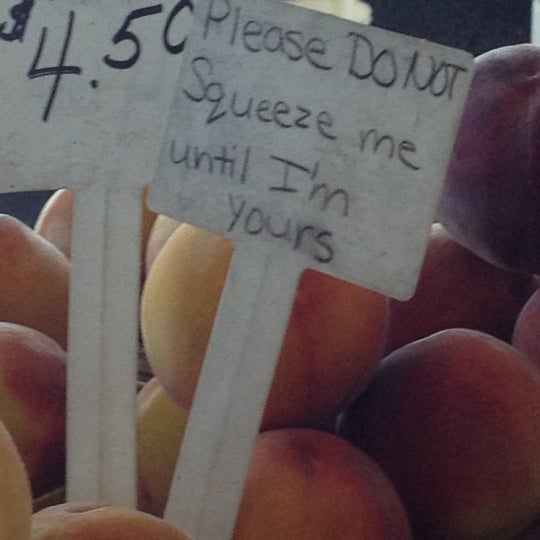 $4.50
Please DO NOT
Squeeze me
until I'm
yours